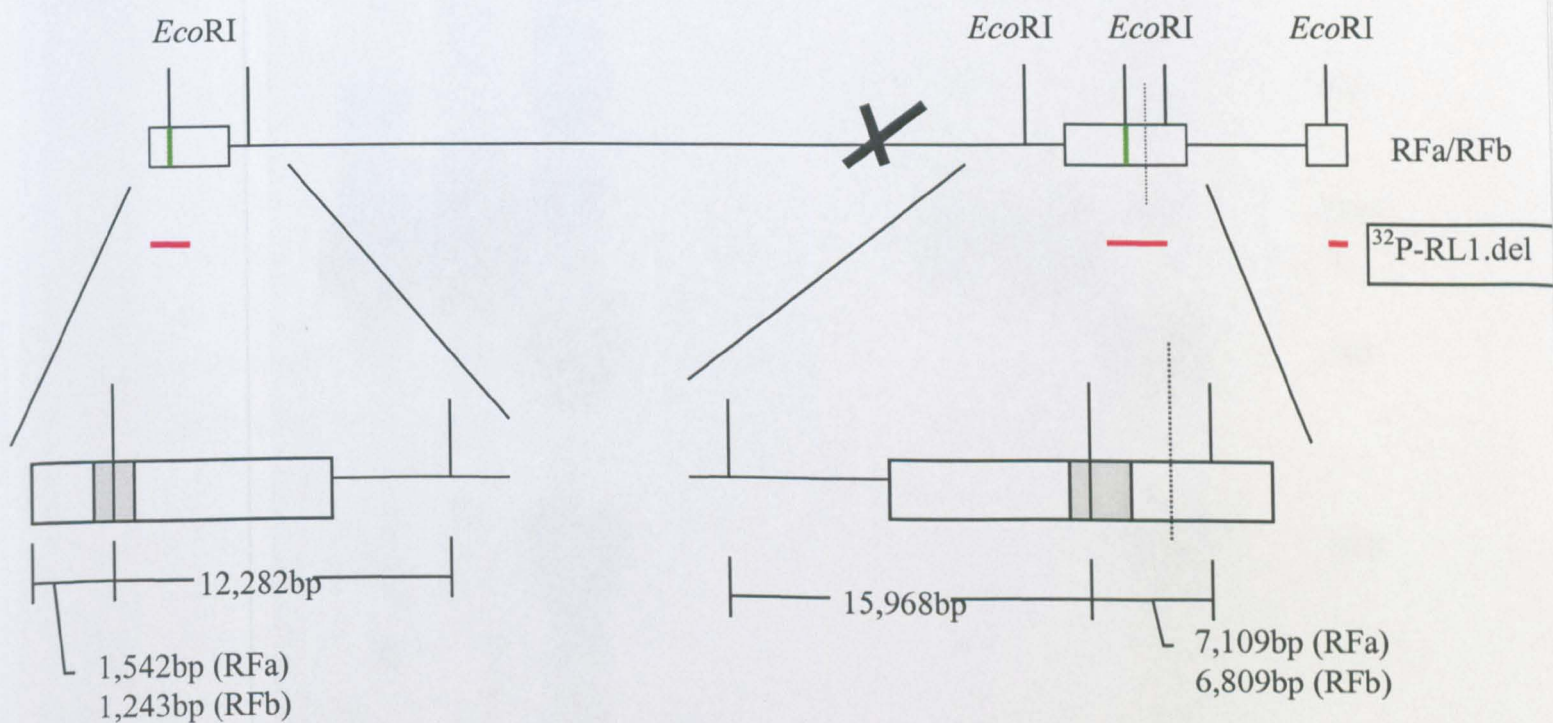 EcoRI EcoRI EcoRI EcoRI
RFa/RFb
³²P-RL1.del
12,282bp
15,968bp
1,542bp (RFa)
1,243bp (RFb)
7,109bp (RFa)
6,809bp (RFb)